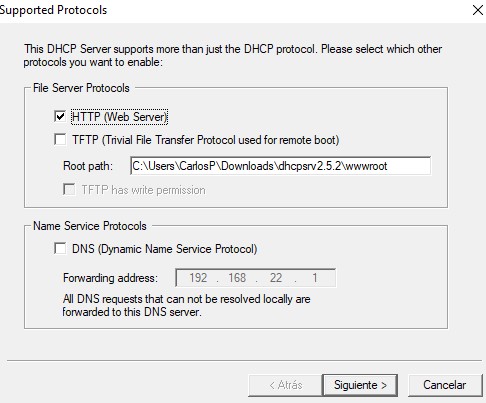 Supported Protocols
This DHCP Server supports more than just the DHCP protocol. Please select which other
protocols you want to enable:
File Server Protocols
HTTP (Web Server)
TFTP (Trivial File Transfer Protocol used for remote boot)
Root path: C:\Users\CarlosP\Downloads\dhcpsrv2.5.2\wwwroot
TFTP has write permission
Name Service Protocols
DNS (Dynamic Name Service Protocol)
Forwarding address: 192 . 168 . 22 . 1
All DNS requests that can not be resolved locally are
forwarded to this DNS server.
< Atrás Siguiente > Cancelar